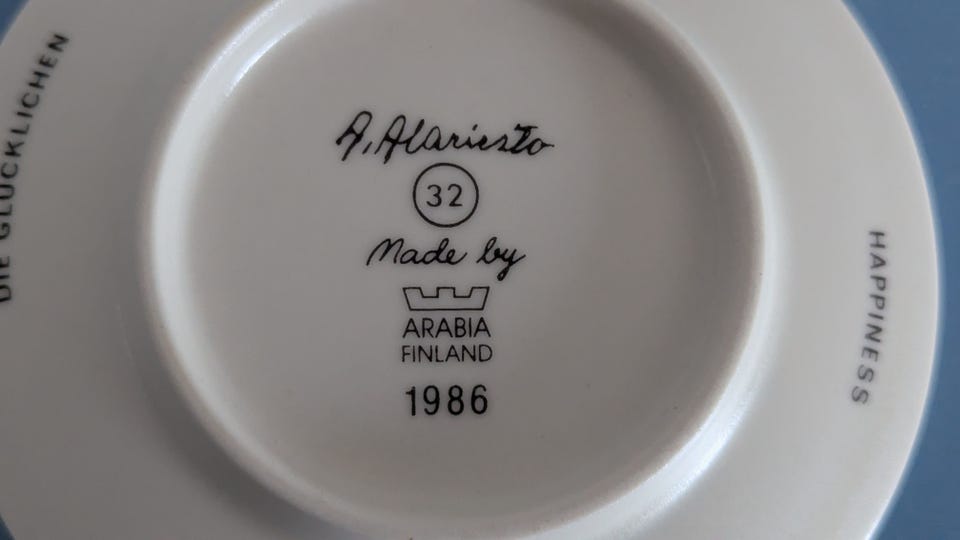 DIE GLÜCKLICHEN
A. Alariesto
32
Made by
ARABIA
FINLAND
1986
HAPPINESS